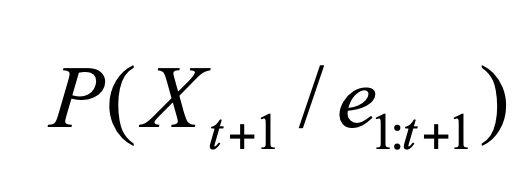 P(X_{t+1} / e_{1:t+1})